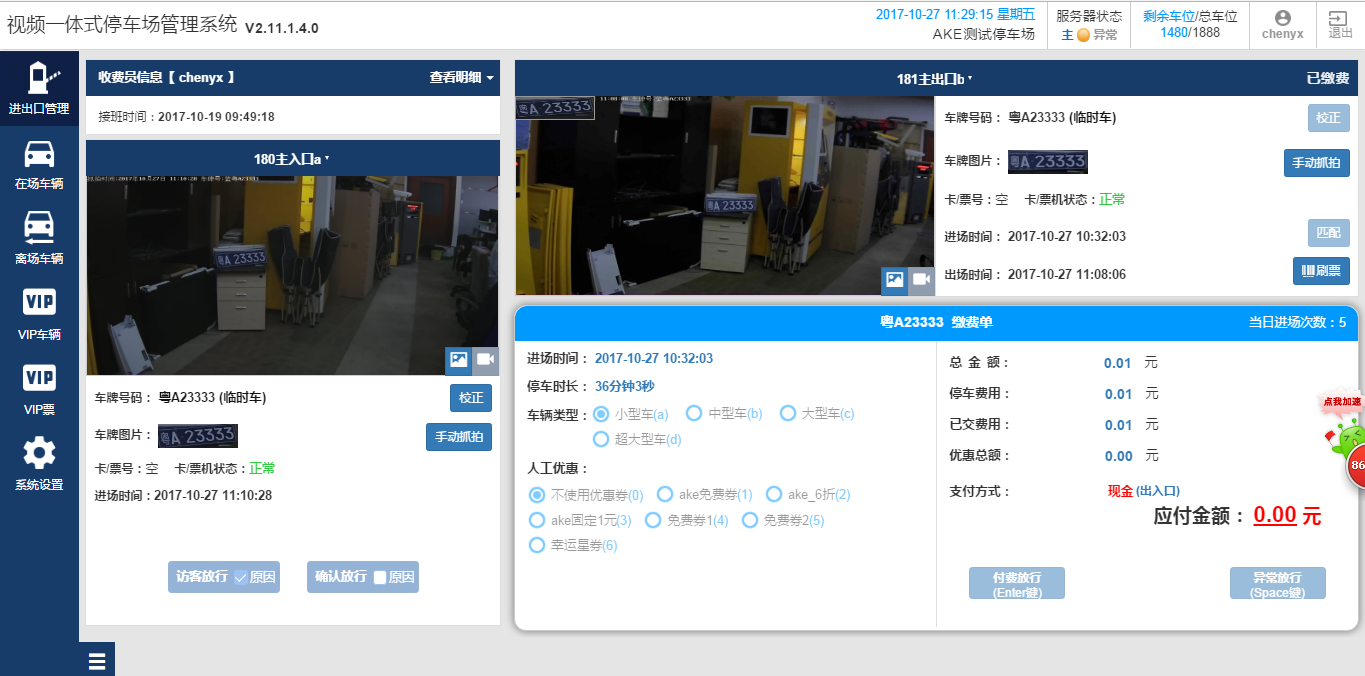 视频一体式停车场管理系统 V2.11.1.4.0
2017-10-27 11:29:15 星期五
AKE测试停车场
服务器状态
主 异常
剩余车位/总车位
1480/1888
chenyx
退出
进出口管理
在场车辆
离场车辆
VIP
VIP车辆
VIP
VIP票
系统设置
收费员信息【 chenyx 】 查看明细
接班时间：2017-10-19 09:49:18
180主入口a
粤A 23333
车牌号码： 粤A23333 (临时车) 校正
车牌图片： 粤A 23333 手动抓拍
卡/票号：空 卡/票机状态：正常
进场时间：2017-10-27 11:10:28
访客放行 原因
确认放行 原因
181主出口b 已缴费
粤A 23333
粤A 23333
车牌号码： 粤A23333 (临时车) 校正
车牌图片： 粤A 23333 手动抓拍
卡/票号：空 卡/票机状态：正常
进场时间： 2017-10-27 10:32:03 匹配
出场时间： 2017-10-27 11:08:06 刷票
粤A23333 缴费单 当日进场次数：5
进场时间： 2017-10-27 10:32:03
停车时长： 36分钟3秒
车辆类型： 小型车(a) 中型车(b) 大型车(c)
超大型车(d)
人工优惠：
不使用优惠券(0) ake免费券(1) ake_6折(2)
ake固定1元(3) 免费券1(4) 免费券2(5)
幸运星券(6)
总 金 额： 0.01 元
停车费用： 0.01 元
已交费用： 0.01 元
优惠总额： 0.00 元
支付方式： 现金 (出入口)
应付金额： 0.00 元
付费放行
(Enter键)
异常放行
(Space键)
点我加速
86